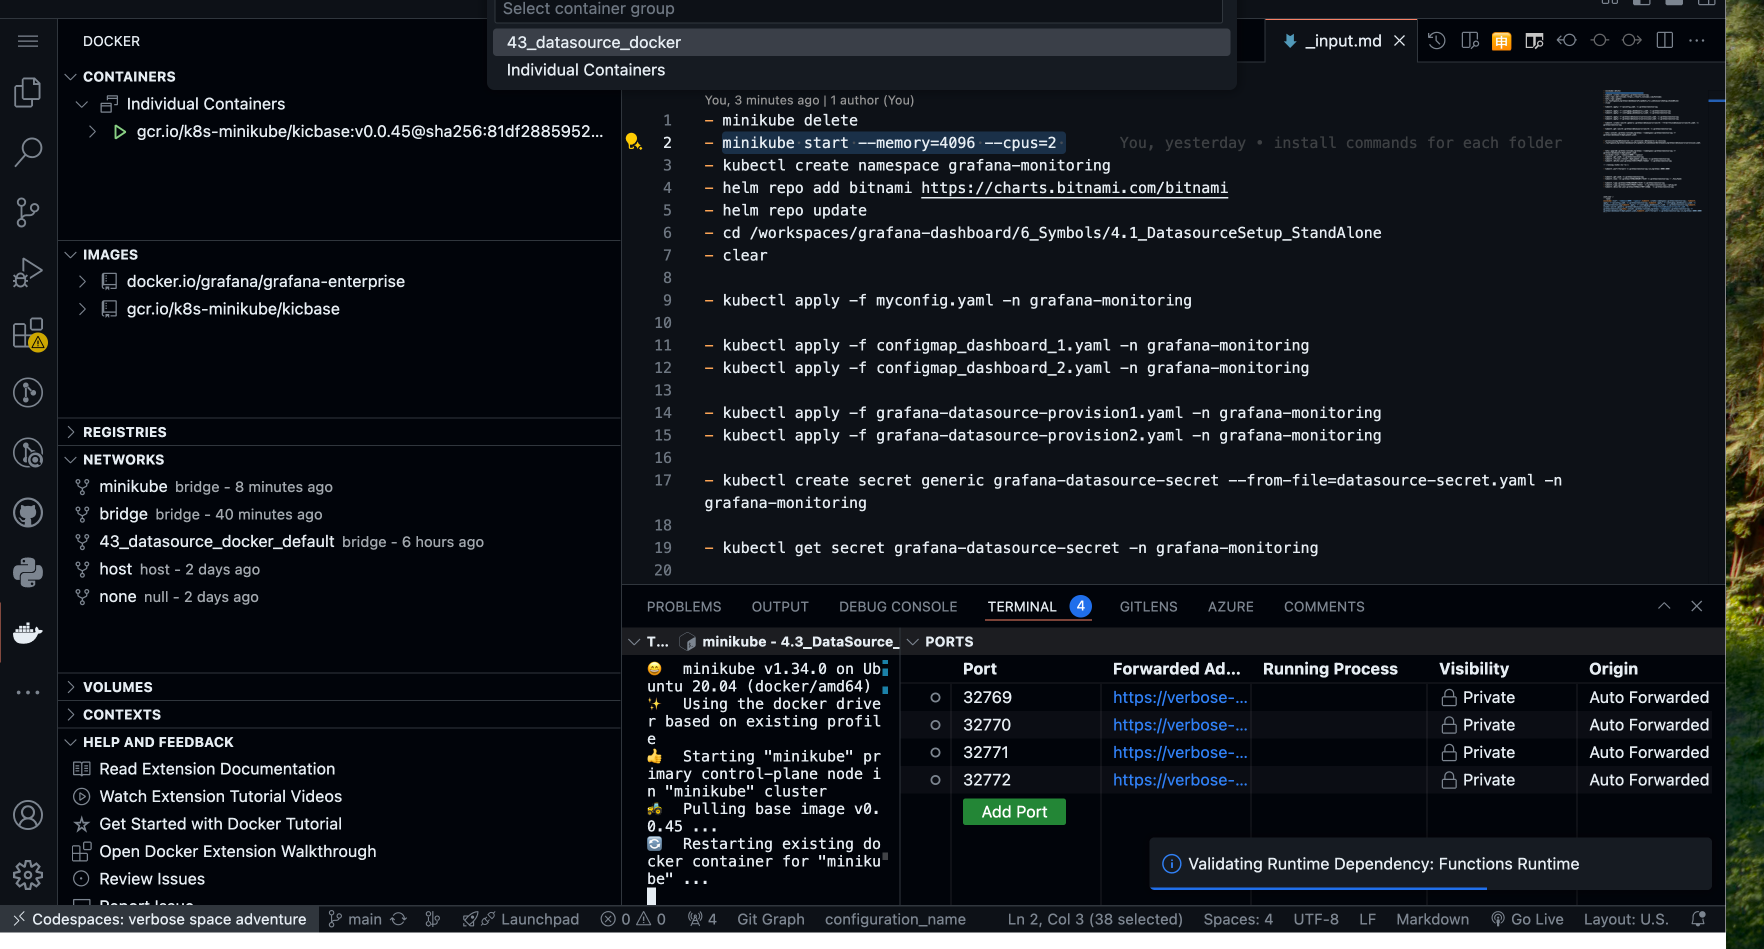 Select container group
43_datasource_docker
Individual Containers
DOCKER
CONTAINERS
Individual Containers
gcr.io/k8s-minikube/kicbase:v0.0.45@sha256:81df2885952...
IMAGES
docker.io/grafana/grafana-enterprise
gcr.io/k8s-minikube/kicbase
REGISTRIES
NETWORKS
minikube bridge - 8 minutes ago
bridge bridge - 40 minutes ago
43_datasource_docker_default bridge - 6 hours ago
host host - 2 days ago
none null - 2 days ago
VOLUMES
CONTEXTS
HELP AND FEEDBACK
Read Extension Documentation
Watch Extension Tutorial Videos
Get Started with Docker Tutorial
Open Docker Extension Walkthrough
Review Issues
Report Issue
_input.md
You, 3 minutes ago | 1 author (You)
1 - minikube delete
2 - minikube start --memory=4096 --cpus=2 You, yesterday • install commands for each folder
3 - kubectl create namespace grafana-monitoring
4 - helm repo add bitnami https://charts.bitnami.com/bitnami
5 - helm repo update
6 - cd /workspaces/grafana-dashboard/6_Symbols/4.1_DatasourceSetup_StandAlone
7 - clear
8
9 - kubectl apply -f myconfig.yaml -n grafana-monitoring
10
11 - kubectl apply -f configmap_dashboard_1.yaml -n grafana-monitoring
12 - kubectl apply -f configmap_dashboard_2.yaml -n grafana-monitoring
13
14 - kubectl apply -f grafana-datasource-provision1.yaml -n grafana-monitoring
15 - kubectl apply -f grafana-datasource-provision2.yaml -n grafana-monitoring
16
17 - kubectl create secret generic grafana-datasource-secret --from-file=datasource-secret.yaml -n
grafana-monitoring
18
19 - kubectl get secret grafana-datasource-secret -n grafana-monitoring
20
PROBLEMS OUTPUT DEBUG CONSOLE TERMINAL 4 GITLENS AZURE COMMENTS
T... minikube - 4.3_DataSource_
minikube v1.34.0 on Ub
untu 20.04 (docker/amd64)
Using the docker drive
r based on existing profil
e
Starting "minikube" pr
imary control-plane node i
n "minikube" cluster
Pulling base image v0.
0.45 ...
Restarting existing do
cker container for "miniku
be" ...
PORTS
Port Forwarded Ad... Running Process Visibility Origin
32769 https://verbose-... Private Auto Forwarded
32770 https://verbose-... Private Auto Forwarded
32771 https://verbose-... Private Auto Forwarded
32772 https://verbose-... Private Auto Forwarded
Add Port
Validating Runtime Dependency: Functions Runtime
Codespaces: verbose space adventure main Launchpad 0 0 4 Git Graph configuration_name Ln 2, Col 3 (38 selected) Spaces: 4 UTF-8 LF Markdown Go Live Layout: U.S.